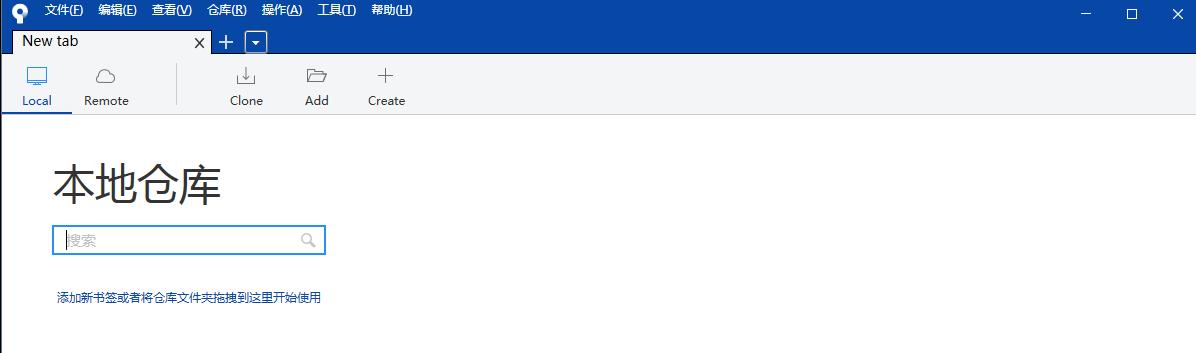 文件(F) 编辑(E) 查看(V) 仓库(R) 操作(A) 工具(T) 帮助(H)
New tab
Local Remote Clone Add Create
本地仓库
搜索
添加新书签或者将仓库文件夹拖拽到这里开始使用